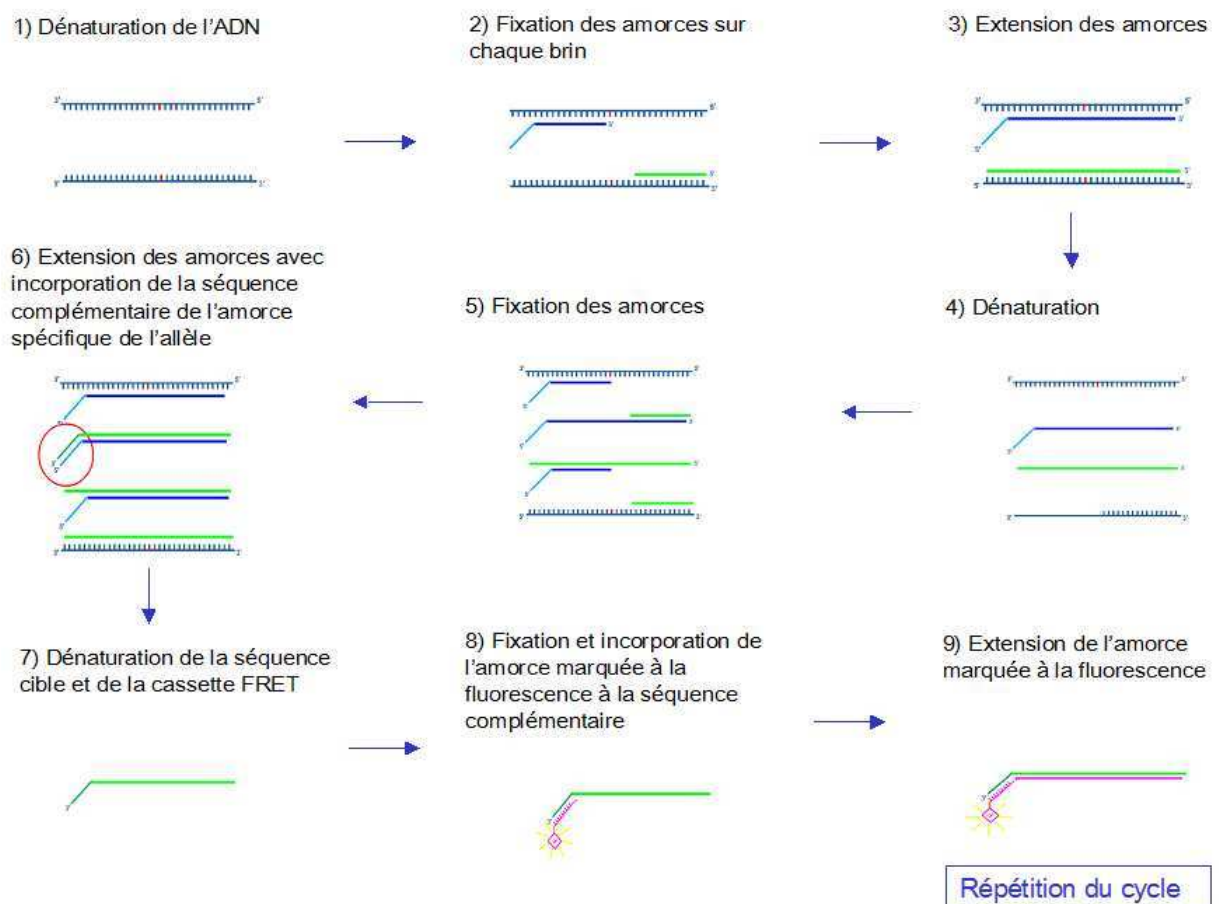 1) Dénaturation de l'ADN
2) Fixation des amorces sur
chaque brin
3) Extension des amorces
6) Extension des amorces avec
incorporation de la séquence
complémentaire de l'amorce
spécifique de l'allèle
5) Fixation des amorces
4) Dénaturation
7) Dénaturation de la séquence
cible et de la cassette FRET
8) Fixation et incorporation de
l'amorce marquée à la
fluorescence à la séquence
complémentaire
9) Extension de l'amorce
marquée à la fluorescence
Répétition du cycle